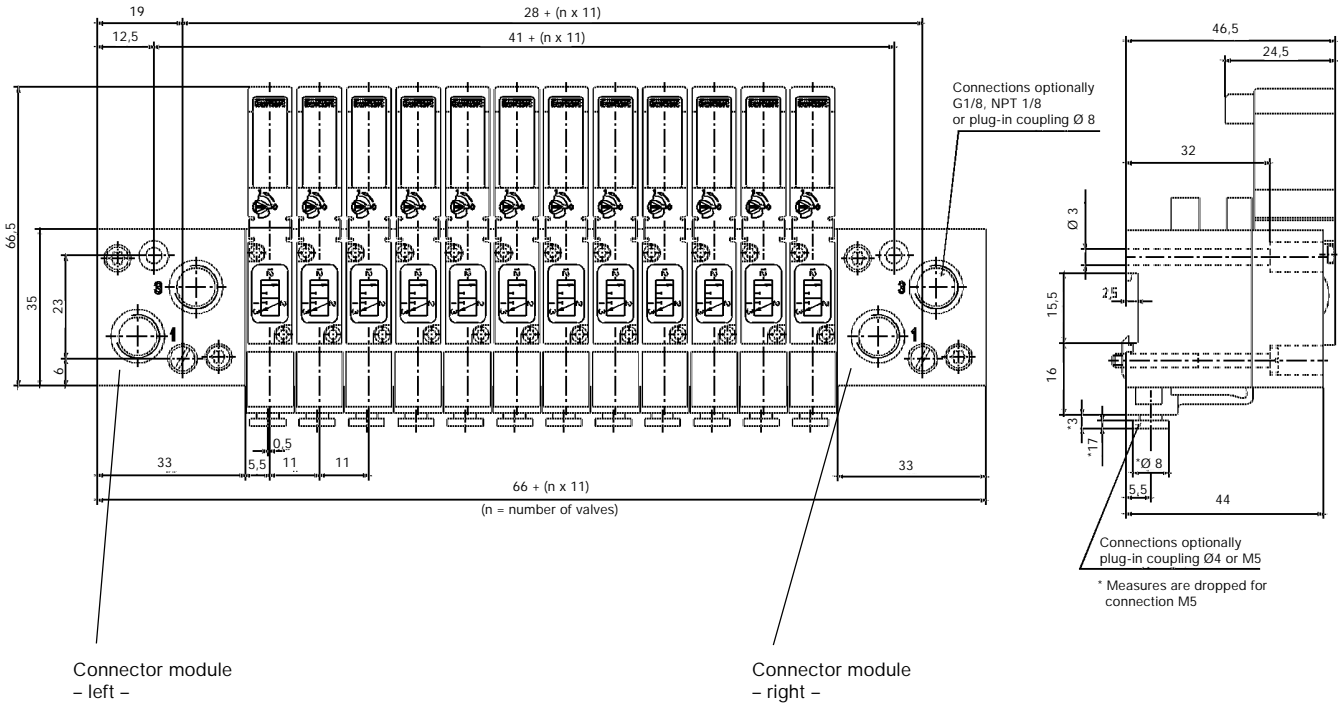 19
28 + (n x 11)
12,5
41 + (n x 11)
46,5
24,5
Connections optionally
G1/8, NPT 1/8
or plug-in coupling Ø 8
32
66,5
35
23
6
3
1
3
1
Ø 3
2,5
15,5
16
*3
*17
*Ø 8
5,5
44
0,5
33
5,5
11
11
33
66 + (n x 11)
(n = number of valves)
Connections optionally
plug-in coupling Ø4 or M5
* Measures are dropped for
connection M5
Connector module
– left –
Connector module
– right –